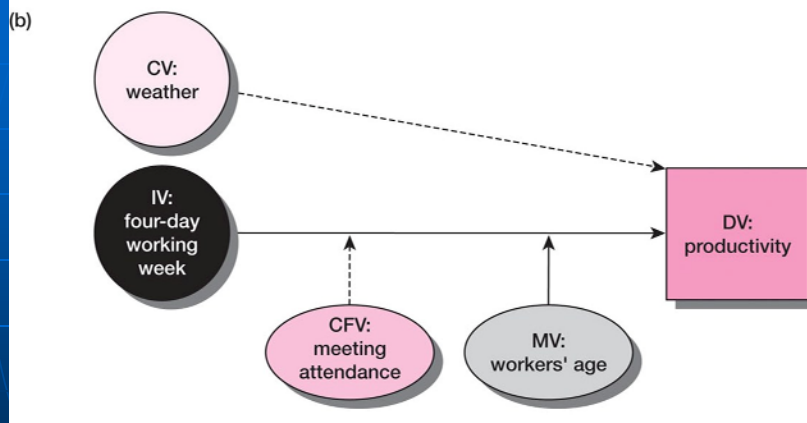 (b)
CV:
weather
IV:
four-day
working
week
DV:
productivity
CFV:
meeting
attendance
MV:
workers' age